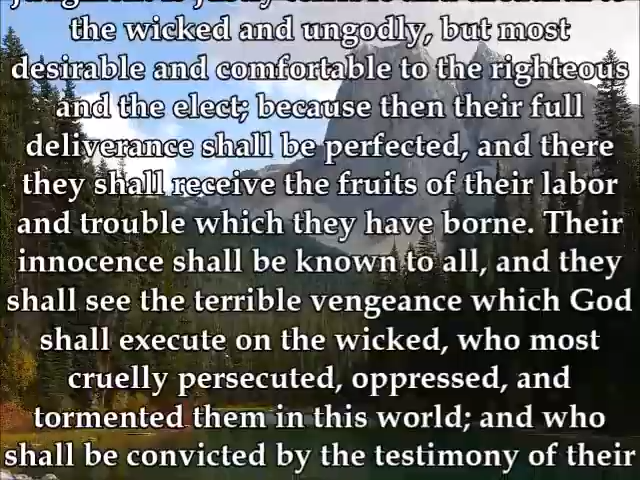 the wicked and ungodly, but most
desirable and comfortable to the righteous
and the elect; because then their full
deliverance shall be perfected, and there
they shall receive the fruits of their labor
and trouble which they have borne. Their
innocence shall be known to all, and they
shall see the terrible vengeance which God
shall execute on the wicked, who most
cruelly persecuted, oppressed, and
tormented them in this world; and who
shall be convicted by the testimony of their